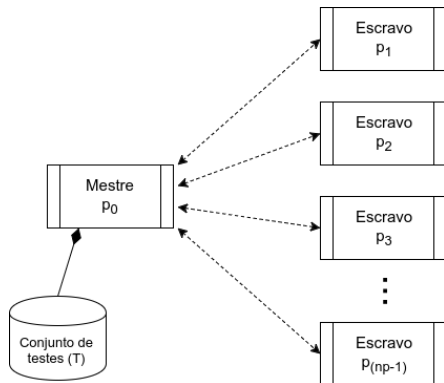 Escravo
p1
Escravo
p2
Mestre
p0
Escravo
p3
⋮
Escravo
p(np-1)
Conjunto de
testes (T)